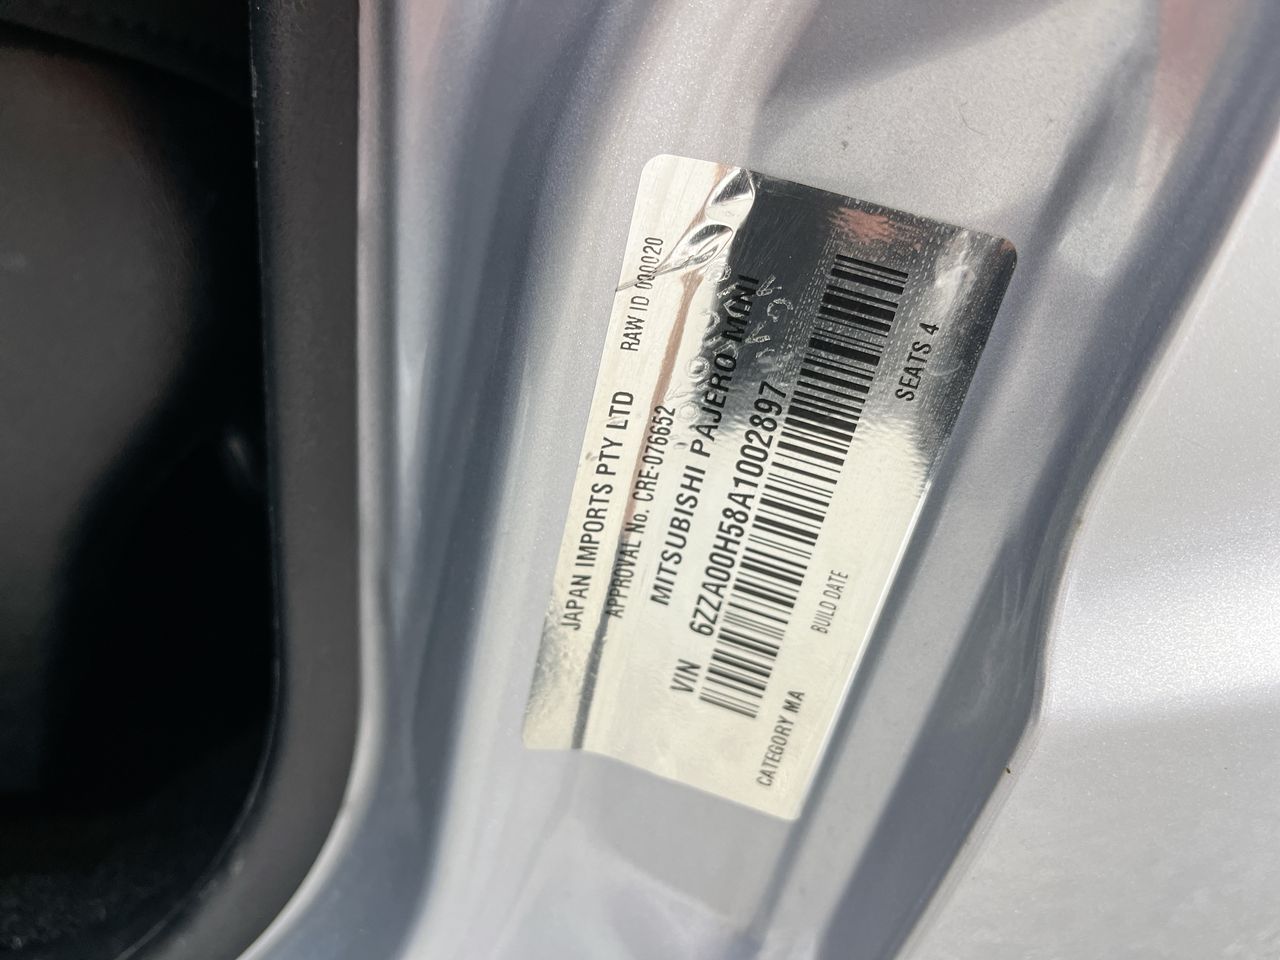 JAPAN IMPORTS PTY LTD RAW ID 000020
APPROVAL No. CRE-076652
MITSUBISHI PAJERO MINI
VIN 6ZZA00H58A1002897
CATEGORY MA BUILD DATE SEATS 4